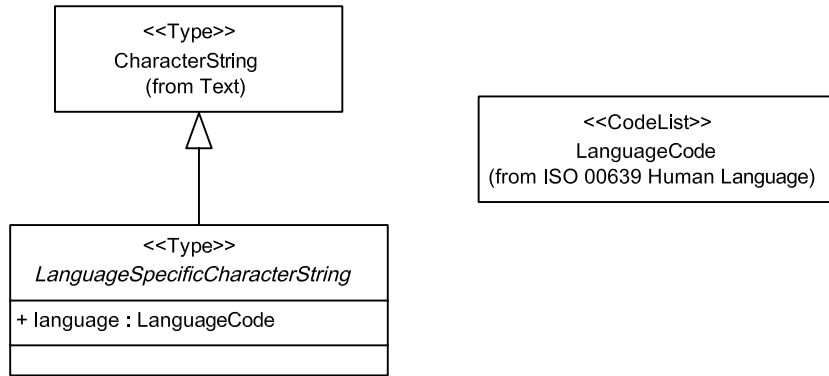 <<Type>>
CharacterString
(from Text)
<<CodeList>>
LanguageCode
(from ISO 00639 Human Language)
<<Type>>
LanguageSpecificCharacterString
+ language : LanguageCode